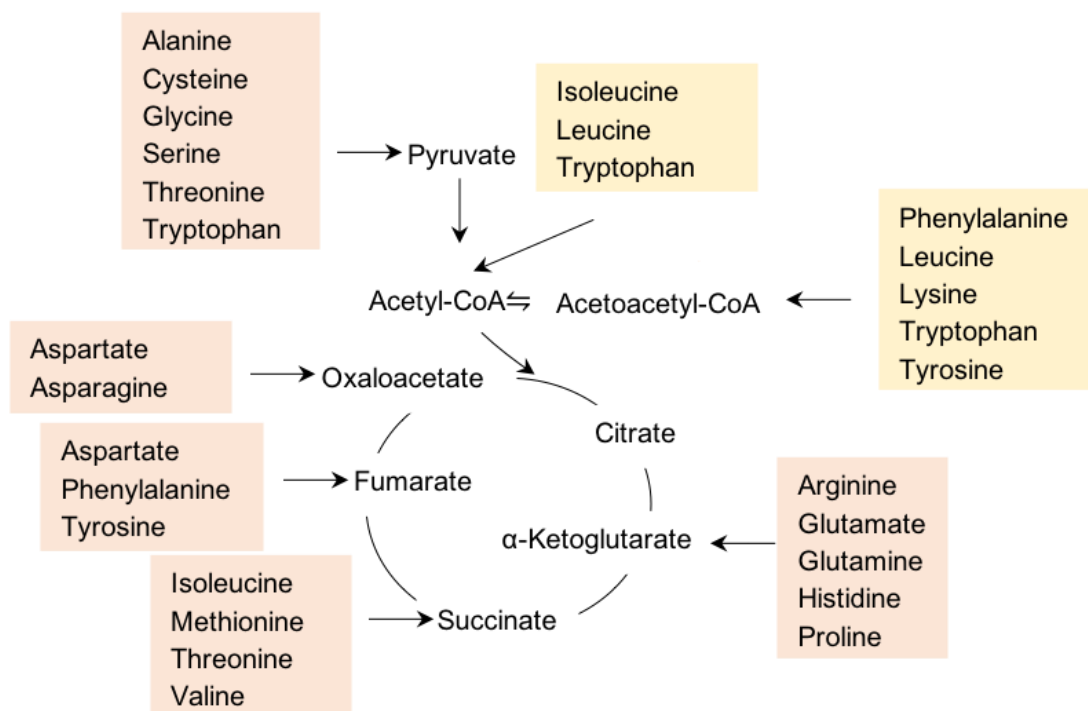 Alanine
Cysteine
Glycine
Serine
Threonine
Tryptophan
Pyruvate
Isoleucine
Leucine
Tryptophan
Phenylalanine
Leucine
Lysine
Tryptophan
Tyrosine
Acetyl-CoA⇋ Acetoacetyl-CoA
Aspartate
Asparagine
Oxaloacetate
Citrate
Aspartate
Phenylalanine
Tyrosine
Fumarate
Arginine
Glutamate
Glutamine
Histidine
Proline
α-Ketoglutarate
Isoleucine
Methionine
Threonine
Valine
Succinate